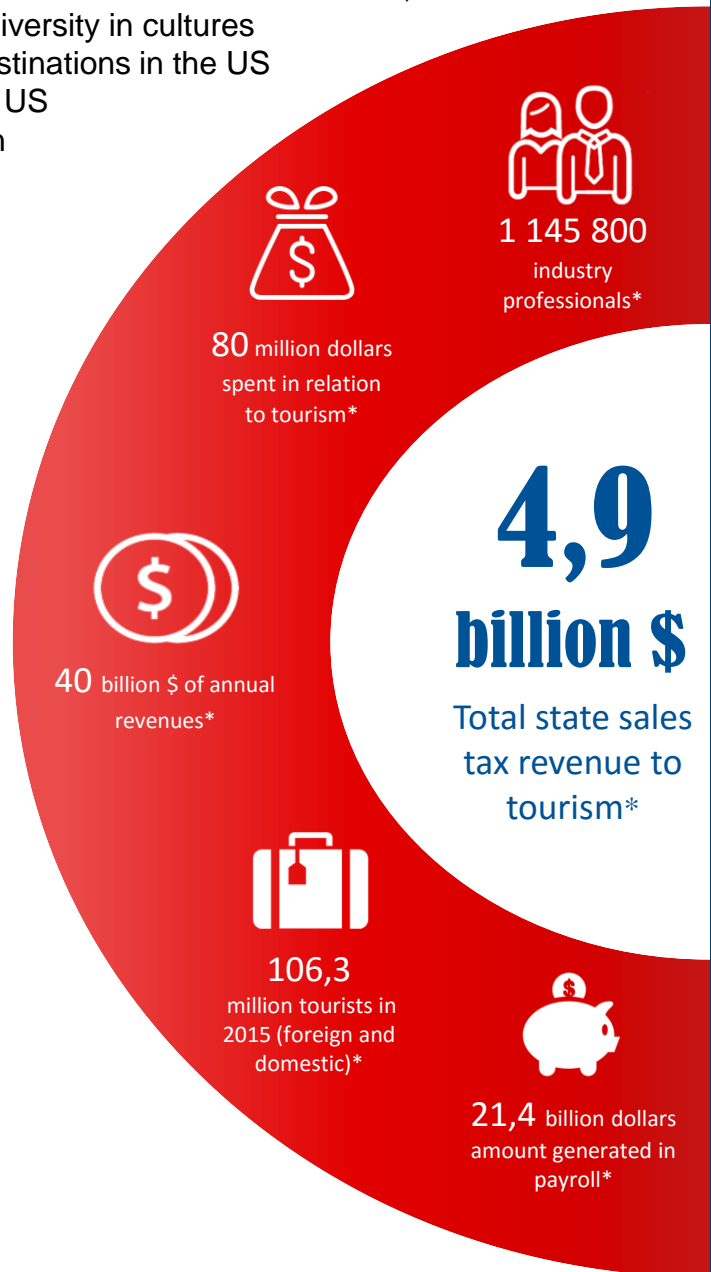 iversity in cultures
stinations in the US
US
1 145 800
industry
professionals*
$
80 million dollars
spent in relation
to tourism*
4,9
billion $
Total state sales
tax revenue to
tourism*
$
40 billion $ of annual
revenues*
106,3
million tourists in
2015 (foreign and
domestic)*
$
21,4 billion dollars
amount generated in
payroll*